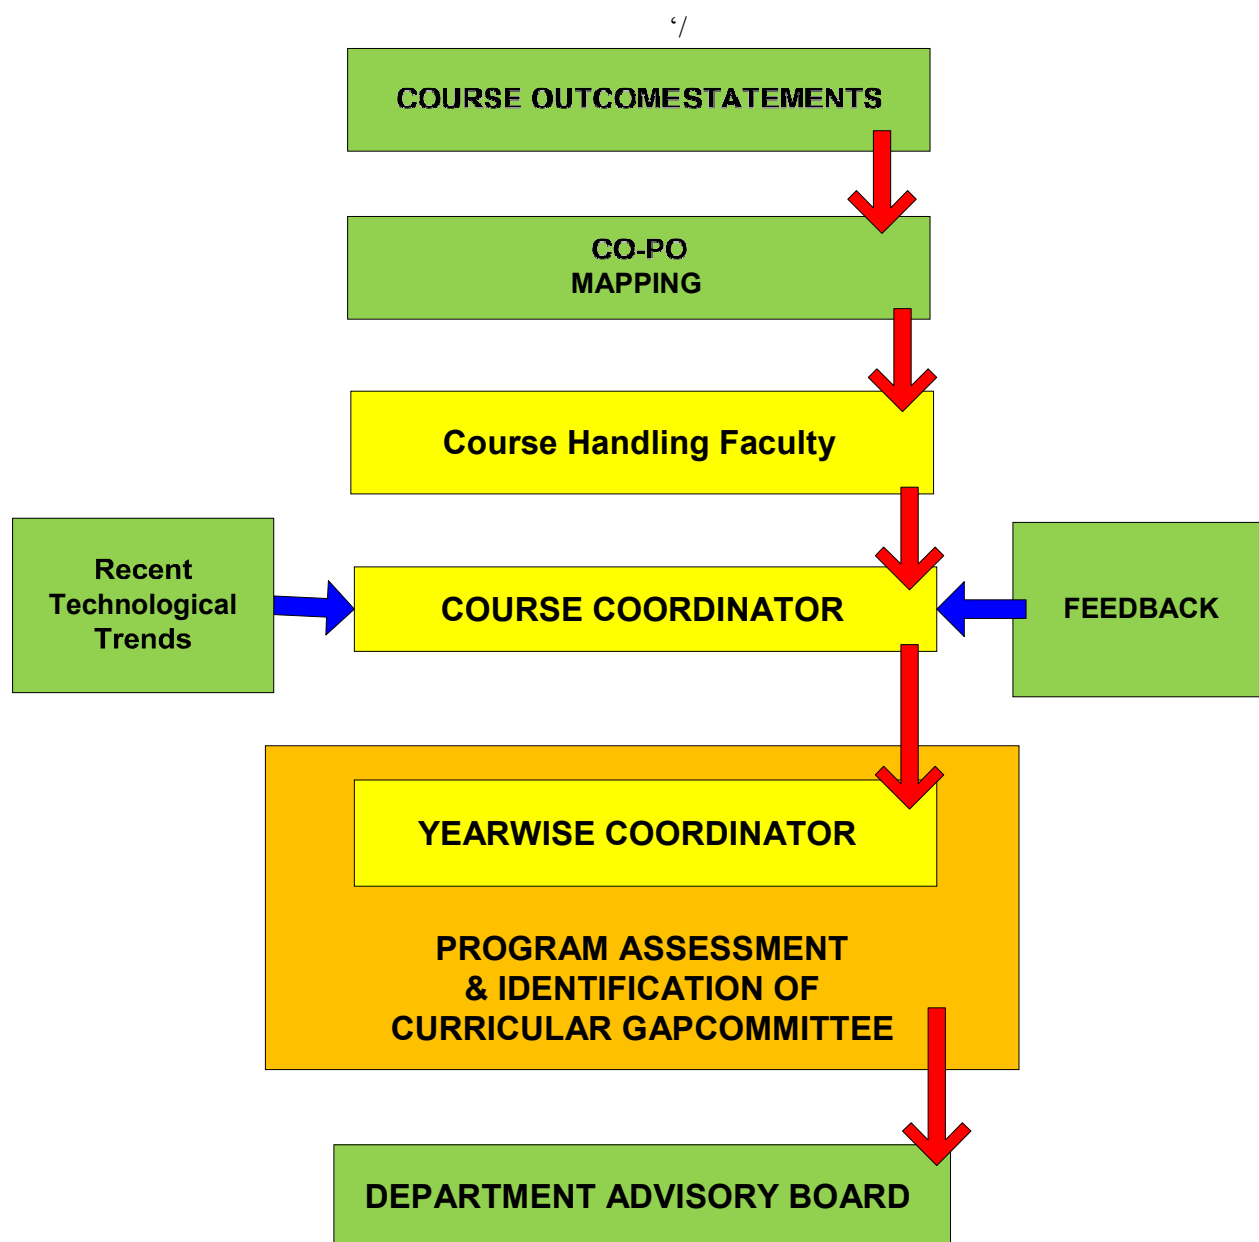 ‘/
COURSE OUTCOMESTATEMENTS
CO-PO
MAPPING
Course Handling Faculty
Recent
Technological
Trends
COURSE COORDINATOR
FEEDBACK
YEARWISE COORDINATOR
PROGRAM ASSESSMENT
& IDENTIFICATION OF
CURRICULAR GAPCOMMITTEE
DEPARTMENT ADVISORY BOARD